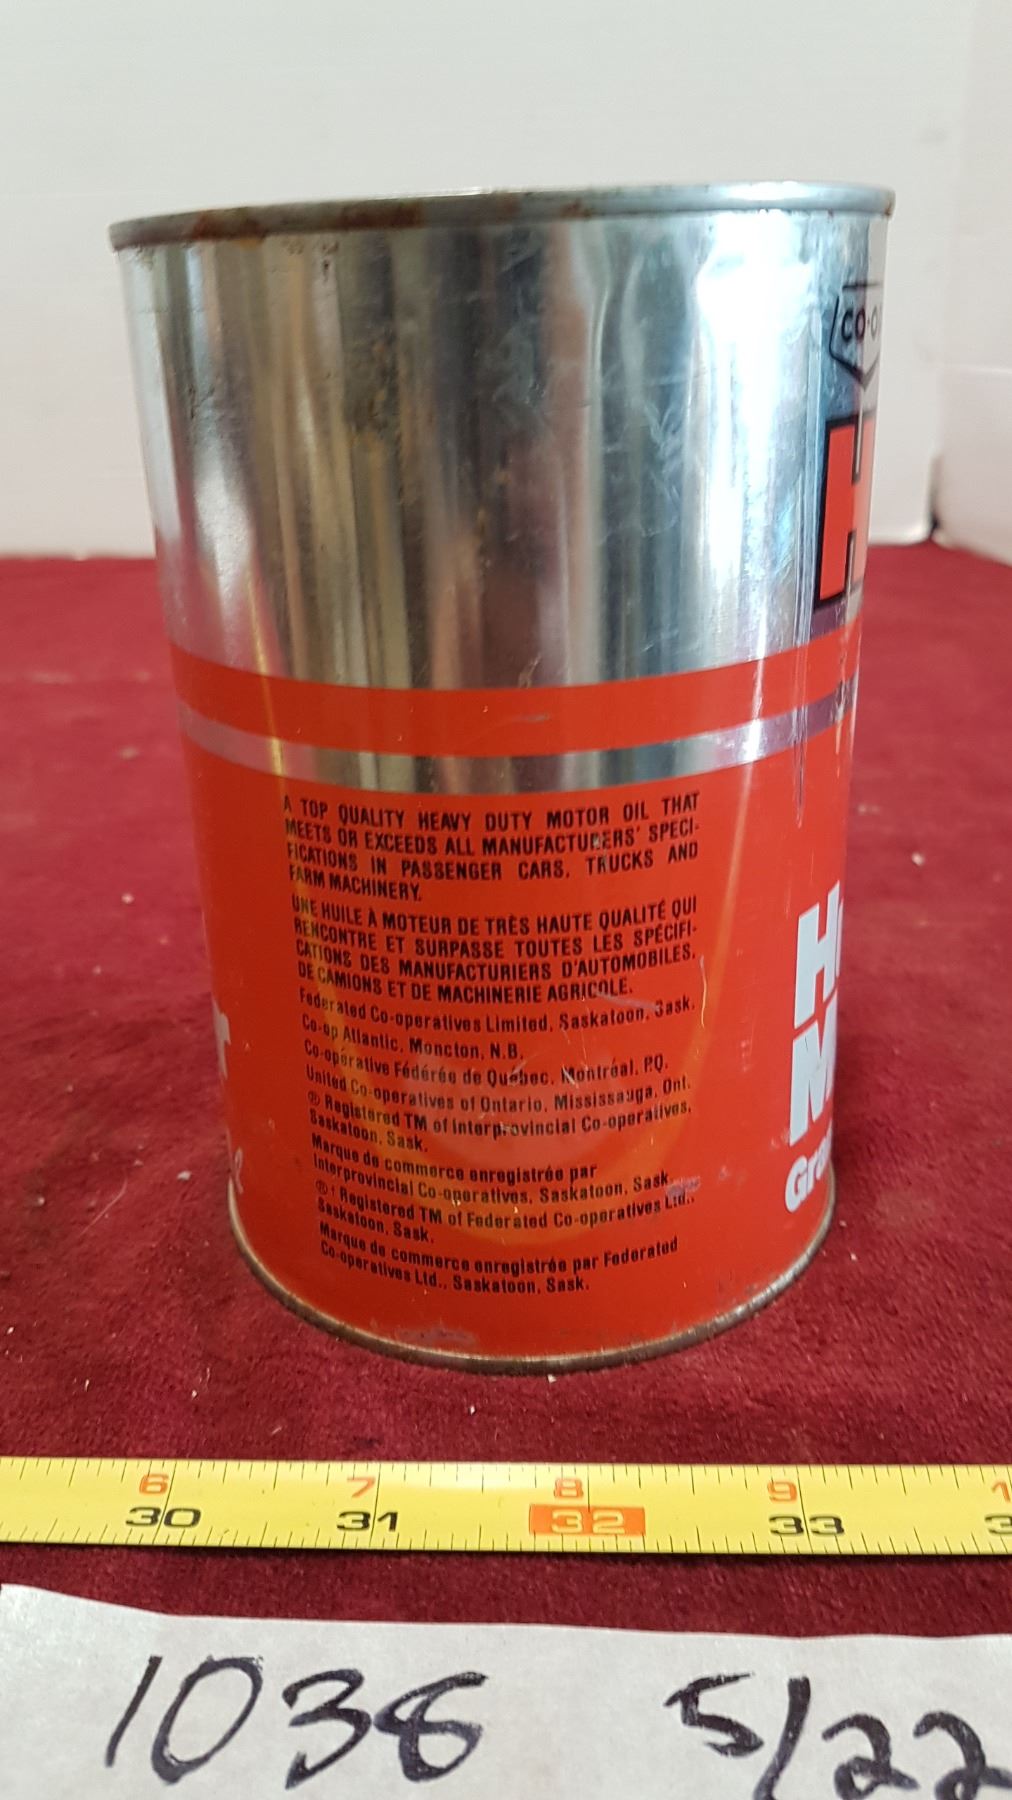 CO-O
H
A TOP QUALITY HEAVY DUTY MOTOR OIL THAT
MEETS OR EXCEEDS ALL MANUFACTURERS' SPECI-
FICATIONS IN PASSENGER CARS, TRUCKS AND
FARM MACHINERY.
UNE HUILE À MOTEUR DE TRÈS HAUTE QUALITÉ QUI
RENCONTRE ET SURPASSE TOUTES LES SPÉCIFI-
CATIONS DES MANUFACTURIERS D'AUTOMOBILES,
DE CAMIONS ET DE MACHINERIE AGRICOLE.
Federated Co-operatives Limited, Saskatoon, Sask.
Co-op Atlantic, Moncton, N.B.
Co-opérative Fédérée de Québec, Montréal, P.Q.
United Co-operatives of Ontario, Mississauga, Ont.
® Registered TM of Interprovincial Co-operatives,
Saskatoon, Sask.
Marque de commerce enregistrée par
Interprovincial Co-operatives, Saskatoon, Sask.
®¹ Registered TM of Federated Co-operatives Ltd.,
Saskatoon, Sask.
Marque de commerce enregistrée par Federated
Co-operatives Ltd., Saskatoon, Sask.
r
H
M
Gra
6 7 8 9 1
30 31 32 33 3
1038 5/22